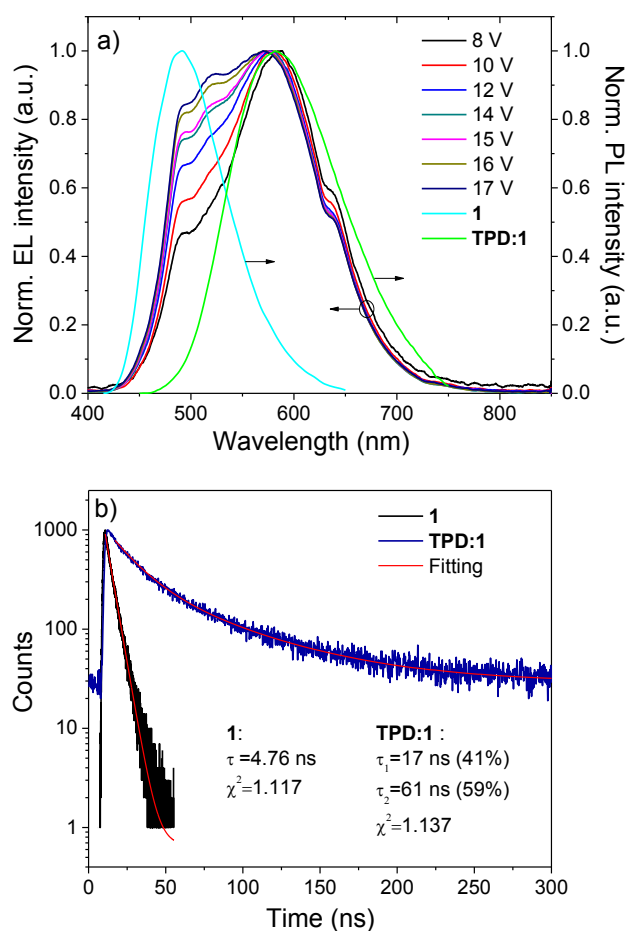 a)
8 V
10 V
12 V
14 V
15 V
16 V
17 V
1
TPD:1
Norm. EL intensity (a.u.)
1.0
0.8
0.6
0.4
0.2
0.0
1.0
0.8
0.6
0.4
0.2
0.0
Norm. PL intensity
(a.u.)
400 500 600 700 800
Wavelength (nm)
b)
1
TPD:1
Fitting
Counts
1000
100
10
1
1:
τ =4.76 ns
χ²=1.117
TPD:1 :
τ₁=17 ns (41%)
τ₂=61 ns (59%)
χ²=1.137
0 50 100 150 200 250 300
Time (ns)